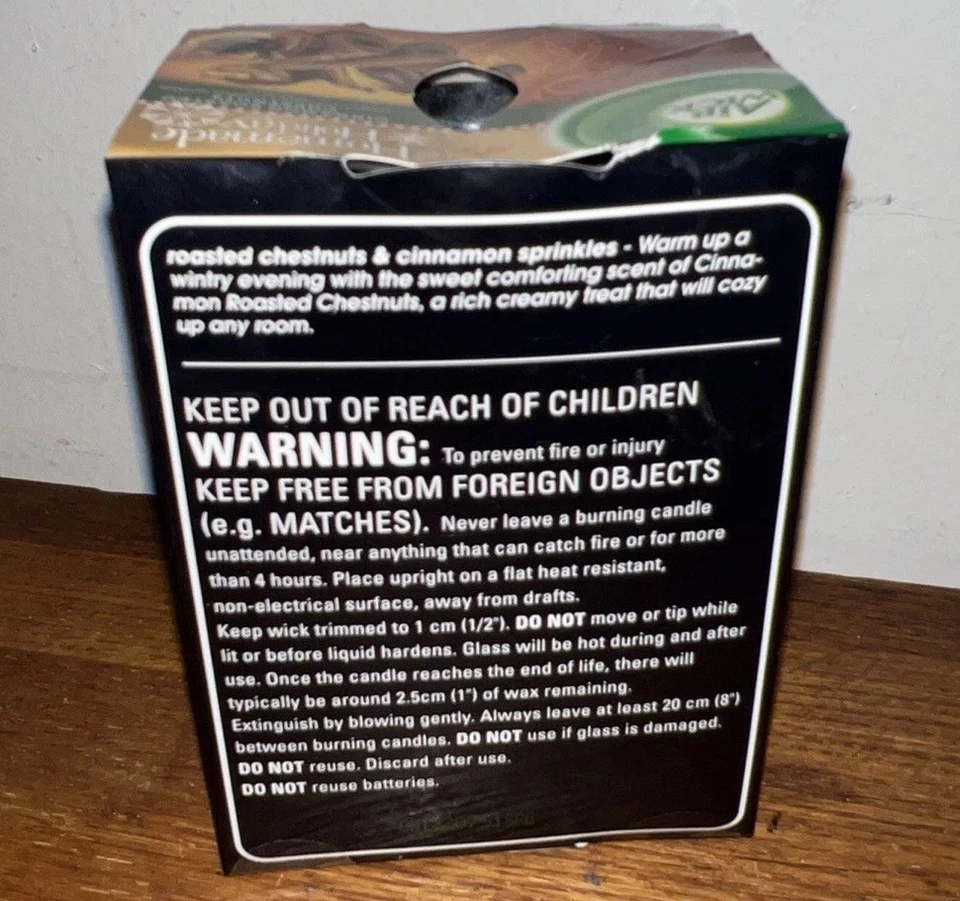 Air Wick
Homemade
Holidays
roasted chestnuts & cinnamon sprinkles - Warm up a
wintry evening with the sweet comforting scent of Cinna-
mon Roasted Chestnuts, a rich creamy treat that will cozy
up any room.
KEEP OUT OF REACH OF CHILDREN
WARNING: To prevent fire or injury
KEEP FREE FROM FOREIGN OBJECTS
(e.g. MATCHES). Never leave a burning candle
unattended, near anything that can catch fire or for more
than 4 hours. Place upright on a flat heat resistant,
non-electrical surface, away from drafts.
Keep wick trimmed to 1 cm (1/2"). DO NOT move or tip while
lit or before liquid hardens. Glass will be hot during and after
use. Once the candle reaches the end of life, there will
typically be around 2.5cm (1") of wax remaining.
Extinguish by blowing gently. Always leave at least 20 cm (8")
between burning candles. DO NOT use if glass is damaged.
DO NOT reuse. Discard after use.
DO NOT reuse batteries.